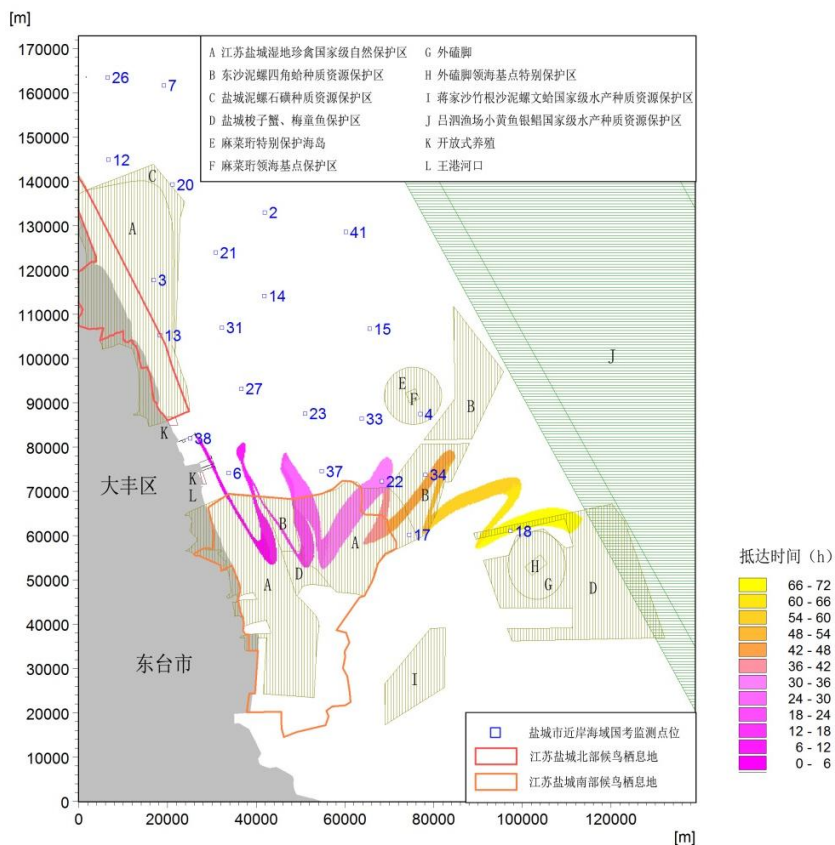 [m]
170000
160000
150000
140000
130000
120000
110000
100000
90000
80000
70000
60000
50000
40000
30000
20000
10000
0
A 江苏盐城湿地珍禽国家级自然保护区
B 东沙泥螺四角蛤种质资源保护区
C 盐城泥螺石磺种质资源保护区
D 盐城梭子蟹、梅童鱼保护区
E 麻菜珩特别保护海岛
F 麻菜珩领海基点保护区
G 外磕脚
H 外磕脚领海基点特别保护区
I 蒋家沙竹根沙泥螺文蛤国家级水产种质资源保护区
J 吕泗渔场小黄鱼银鲳国家级水产种质资源保护区
K 开放式养殖
L 王港河口
26
7
12
20
C
2
A
41
21
3
14
31
13
15
J
27
E
F
23
33
4
B
K
38
6
37
22
34
K
大丰区
L
B
B
A
17
18
D
A
H
G
D
东台市
I
抵达时间 (h)
66 - 72
60 - 66
54 - 60
48 - 54
42 - 48
36 - 42
30 - 36
24 - 30
18 - 24
12 - 18
6 - 12
0 - 6
盐城市近岸海域国考监测点位
江苏盐城北部候鸟栖息地
江苏盐城南部候鸟栖息地
0
20000
40000
60000
80000
100000
120000
[m]